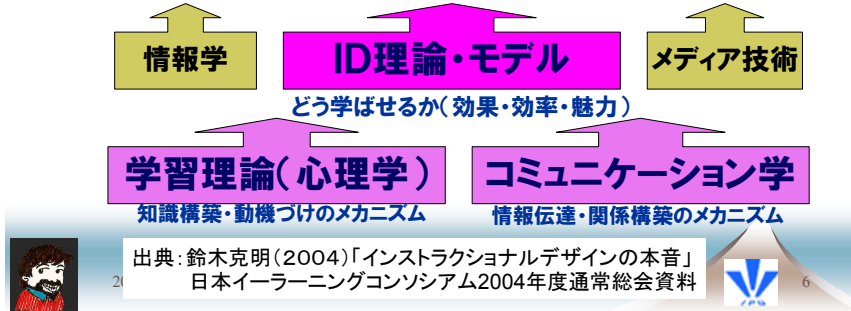 情報学
ID理論・モデル
メディア技術
どう学ばせるか(効果・効率・魅力)
学習理論(心理学)
コミュニケーション学
知識構築・動機づけのメカニズム
情報伝達・関係構築のメカニズム
出典:鈴木克明(2004)「インストラクショナルデザインの本音」
日本イーラーニングコンソシアム2004年度通常総会資料
6